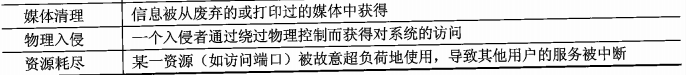 媒体清理 信息被从废弃的或打印过的媒体中获得
物理入侵 一个入侵者通过绕过物理控制而获得对系统的访问
资源耗尽 某一资源（如访问端口）被故意超负荷地使用，导致其他用户的服务被中断